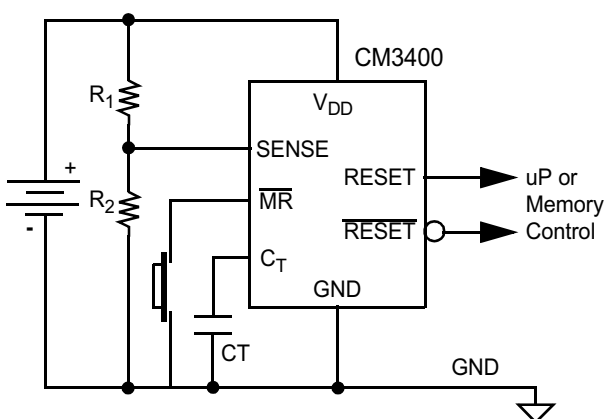 CM3400
R1
VDD
+
SENSE
RESET
uP or
Memory
Control
R2
MR
RESET
-
CT
GND
CT
GND